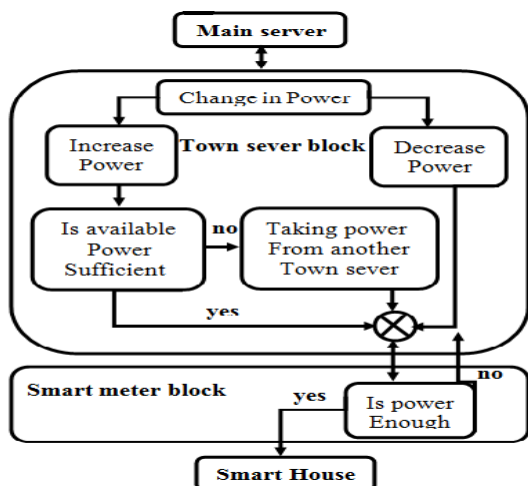 Main server
Change in Power
Increase
Power
Town sever block
Decrease
Power
Is available
Power
Sufficient
no
Taking power
From another
Town sever
yes
Smart meter block
yes
Is power
Enough
no
Smart House